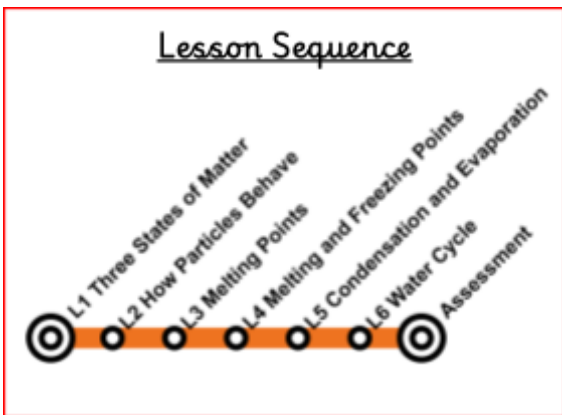 Lesson Sequence
L1 Three States of Matter
L2 How Particles Behave
L3 Melting Points
L4 Melting and Freezing Points
L5 Condensation and Evaporation
L6 Water Cycle
Assessment